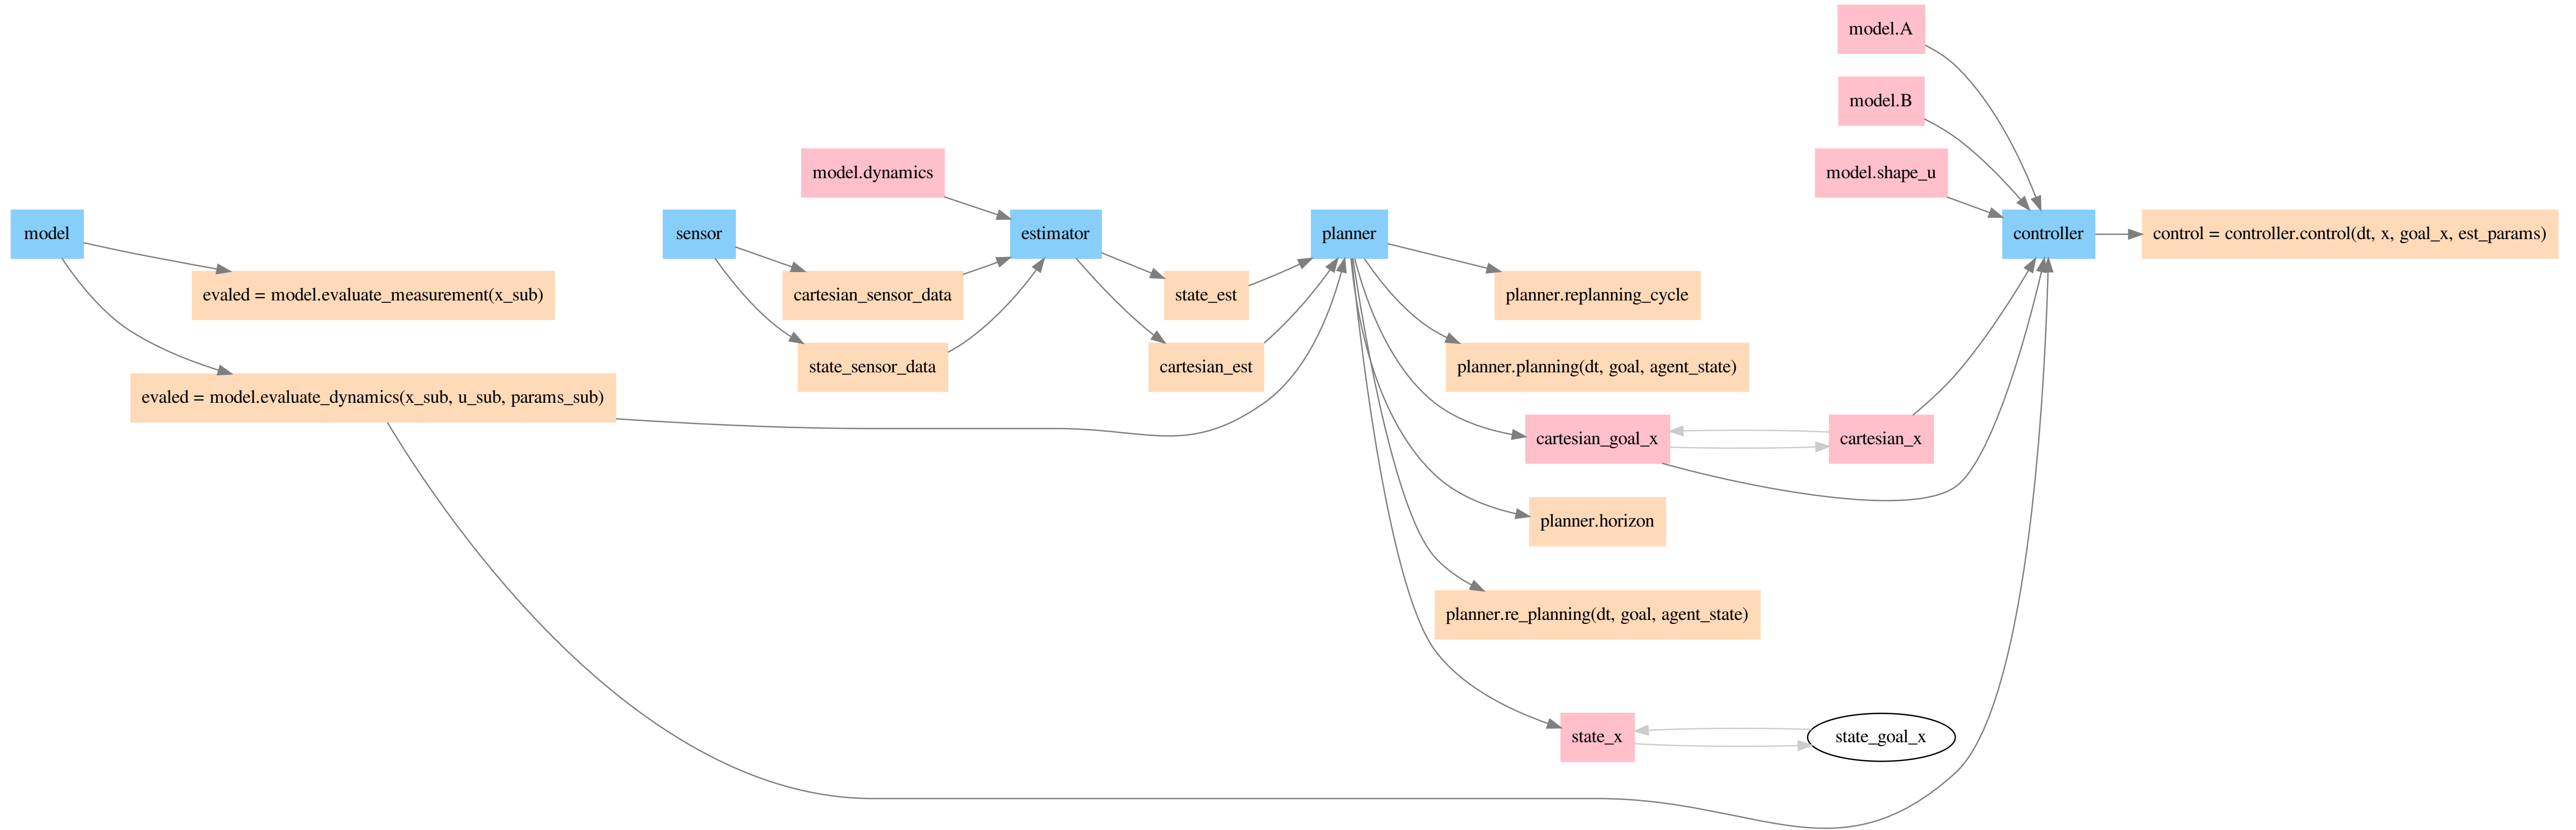 model.A
model.B
model.dynamics
model.shape_u
model
sensor
estimator
planner
controller
control = controller.control(dt, x, goal_x, est_params)
evaled = model.evaluate_measurement(x_sub)
cartesian_sensor_data
state_est
planner.replanning_cycle
state_sensor_data
cartesian_est
planner.planning(dt, goal, agent_state)
evaled = model.evaluate_dynamics(x_sub, u_sub, params_sub)
cartesian_goal_x
cartesian_x
planner.horizon
planner.re_planning(dt, goal, agent_state)
state_x
state_goal_x